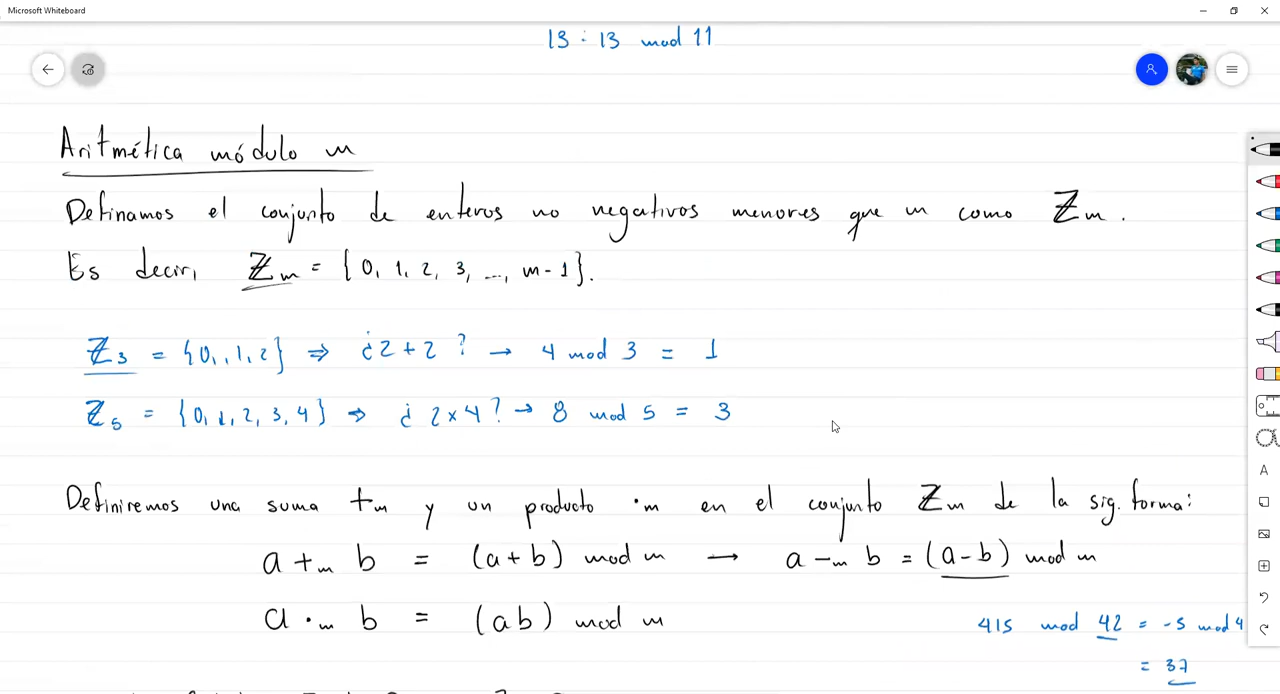 Microsoft Whiteboard
13 : 13 mod 11
Aritmética módulo m
Definamos el conjunto de enteros no negativos menores que m como ℤm.
Es decir, ℤm = {0, 1, 2, 3, ..., m-1}.
ℤ3 = {0,,1,2} ⇒ ¿2+2? → 4 mod 3 = 1
ℤ5 = {0,1,2,3,4} ⇒ ¿2×4? → 8 mod 5 = 3
Definiremos una suma +m y un producto ·m en el conjunto ℤm de la sig. forma:
a +m b = (a+b) mod m → a -m b = (a-b) mod m
a ·m b = (ab) mod m
415 mod 42 = -5 mod 4
= 37